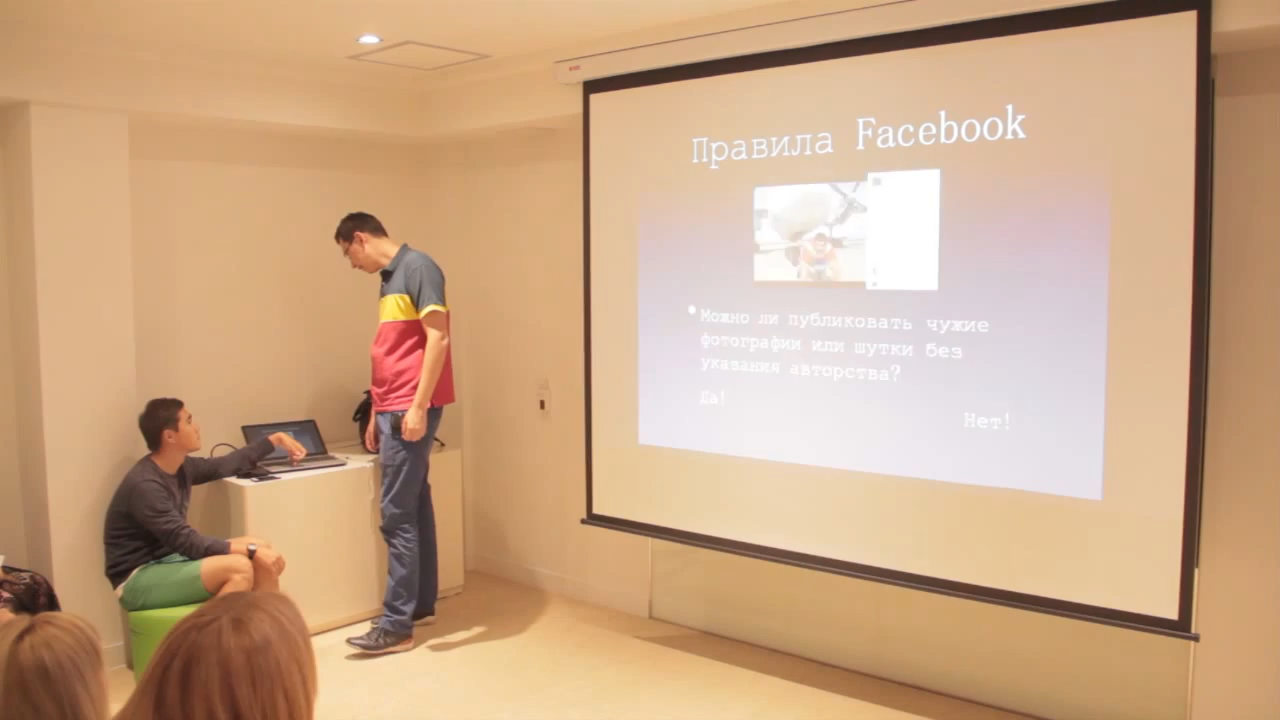 Правила Facebook
Можно ли публиковать чужие
фотографии или шутки без
указания авторства?
Да!
Нет!